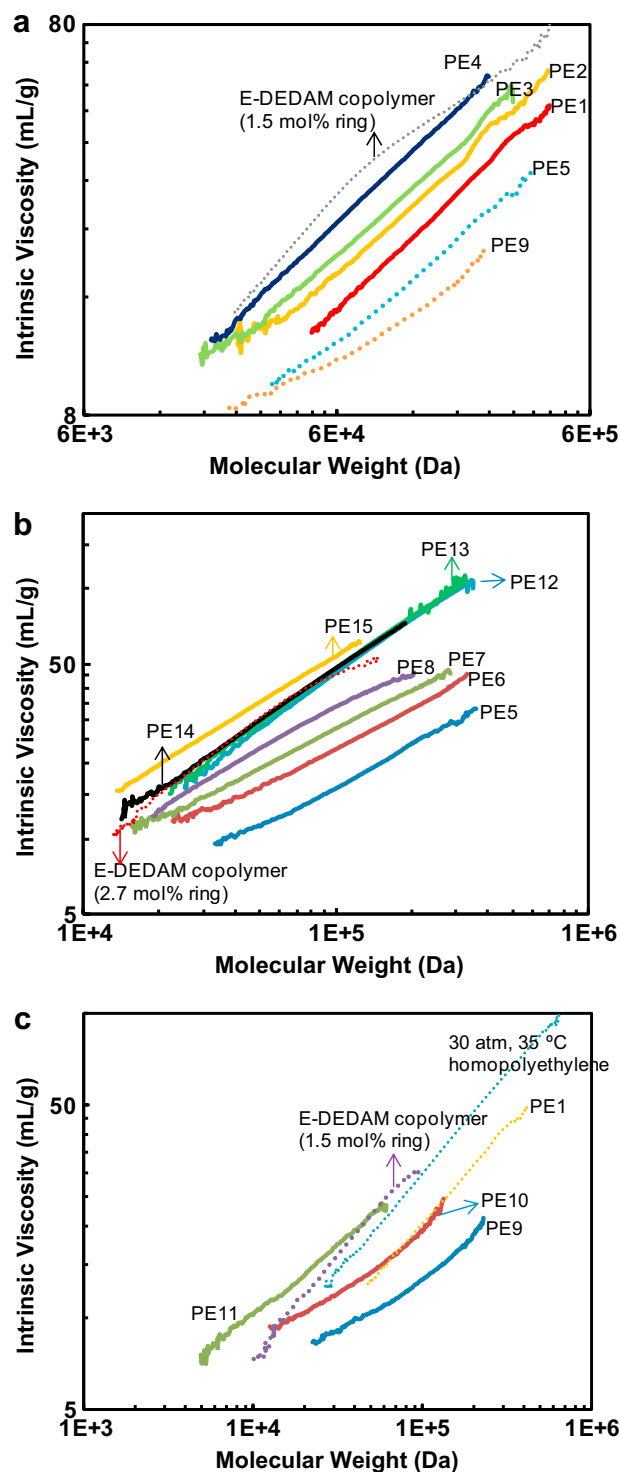 a
80
Intrinsic Viscosity (mL/g)
PE4
PE2
E-DEDAM copolymer
(1.5 mol% ring)
PE3
PE1
PE5
PE9
8
6E+3
6E+4
6E+5
Molecular Weight (Da)
b
Intrinsic Viscosity (mL/g)
PE13
PE12
50
PE15
PE8
PE7
PE6
PE14
PE5
E-DEDAM copolymer
(2.7 mol% ring)
5
1E+4
1E+5
1E+6
Molecular Weight (Da)
c
Intrinsic Viscosity (mL/g)
30 atm, 35 ºC
homopolyethylene
50
PE1
E-DEDAM copolymer
(1.5 mol% ring)
PE10
PE9
PE11
5
1E+3
1E+4
1E+5
1E+6
Molecular Weight (Da)